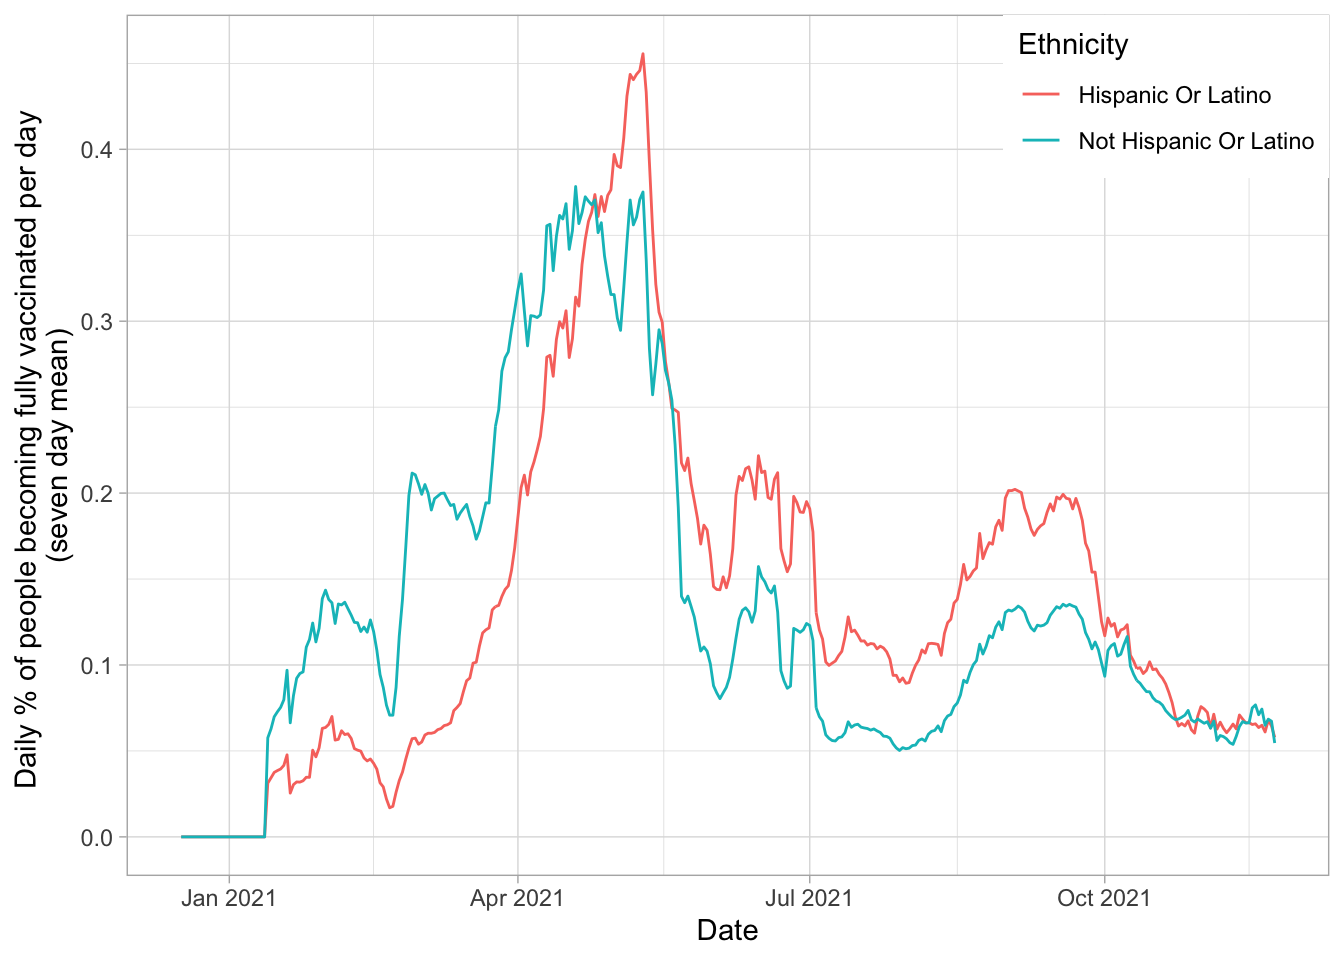 Ethnicity
Hispanic Or Latino
Not Hispanic Or Latino
Daily % of people becoming fully vaccinated per day
(seven day mean)
0.4
0.3
0.2
0.1
0.0
Jan 2021
Apr 2021
Jul 2021
Oct 2021
Date